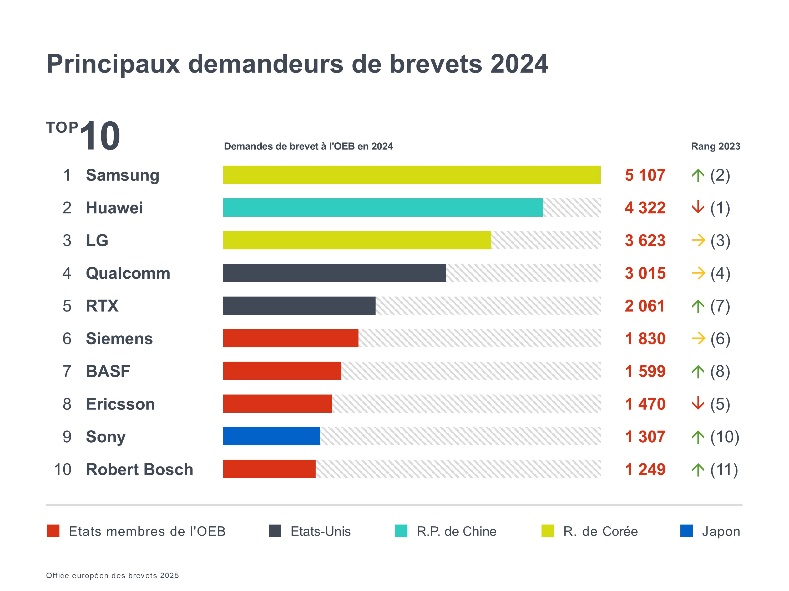 Principaux demandeurs de brevets 2024
TOP 10
Demandes de brevet à l'OEB en 2024 Rang 2023
1 Samsung 5 107 ↑ (2)
2 Huawei 4 322 ↓ (1)
3 LG 3 623 → (3)
4 Qualcomm 3 015 → (4)
5 RTX 2 061 ↑ (7)
6 Siemens 1 830 → (6)
7 BASF 1 599 ↑ (8)
8 Ericsson 1 470 ↓ (5)
9 Sony 1 307 ↑ (10)
10 Robert Bosch 1 249 ↑ (11)
Etats membres de l'OEB Etats-Unis R.P. de Chine R. de Corée Japon
Office européen des brevets 2025